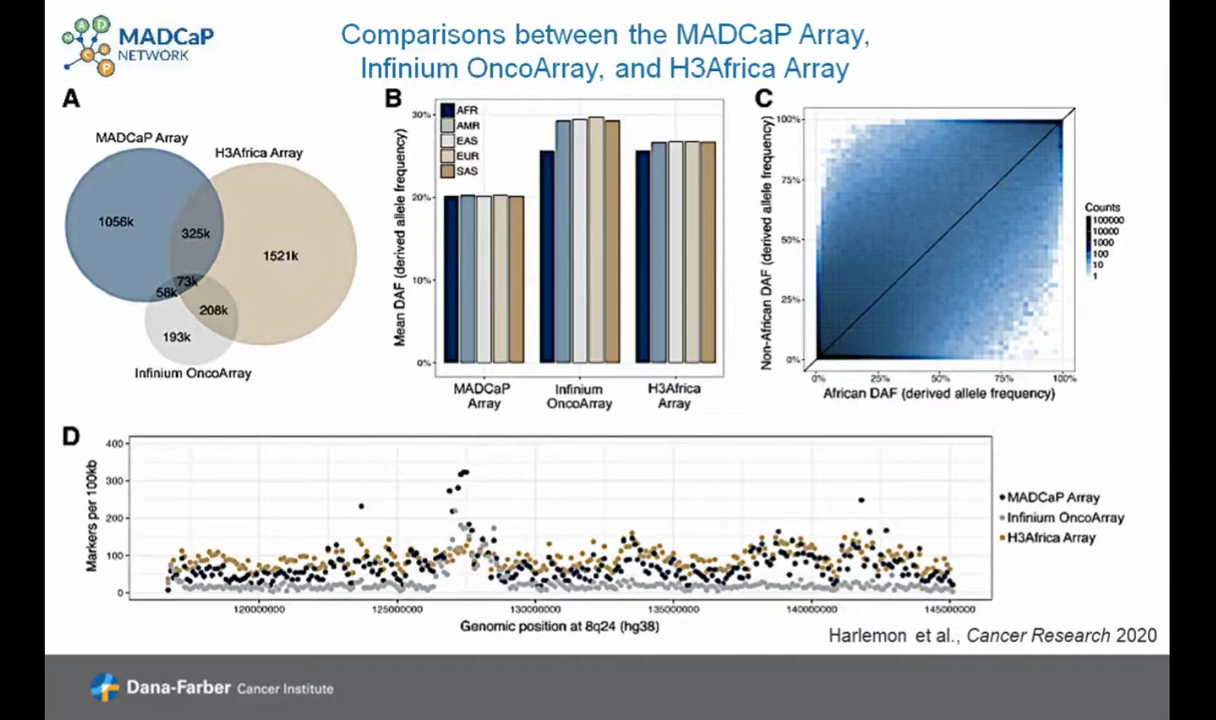 MADCaP
NETWORK
M A D C a P
Comparisons between the MADCaP Array,
Infinium OncoArray, and H3Africa Array
A
MADCaP Array
H3Africa Array
1056k
325k
1521k
73k
58k
208k
193k
Infinium OncoArray
B
Mean DAF (derived allele frequency)
30%
20%
10%
0%
AFR
AMR
EAS
EUR
SAS
MADCaP
Array
Infinium
OncoArray
H3Africa
Array
C
Non-African DAF (derived allele frequency)
100%
75%
50%
25%
0%
0% 25% 50% 75% 100%
African DAF (derived allele frequency)
Counts
100000
10000
1000
100
10
1
D
Markers per 100kb
400
300
200
100
0
120000000 125000000 130000000 135000000 140000000 145000000
Genomic position at 8q24 (hg38)
MADCaP Array
Infinium OncoArray
H3Africa Array
Harlemon et al., Cancer Research 2020
Dana-Farber Cancer Institute